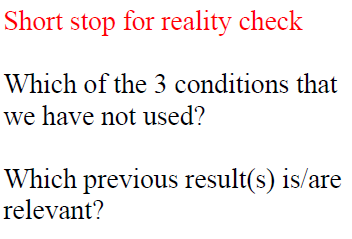 Short stop for reality check
Which of the 3 conditions that
we have not used?
Which previous result(s) is/are
relevant?